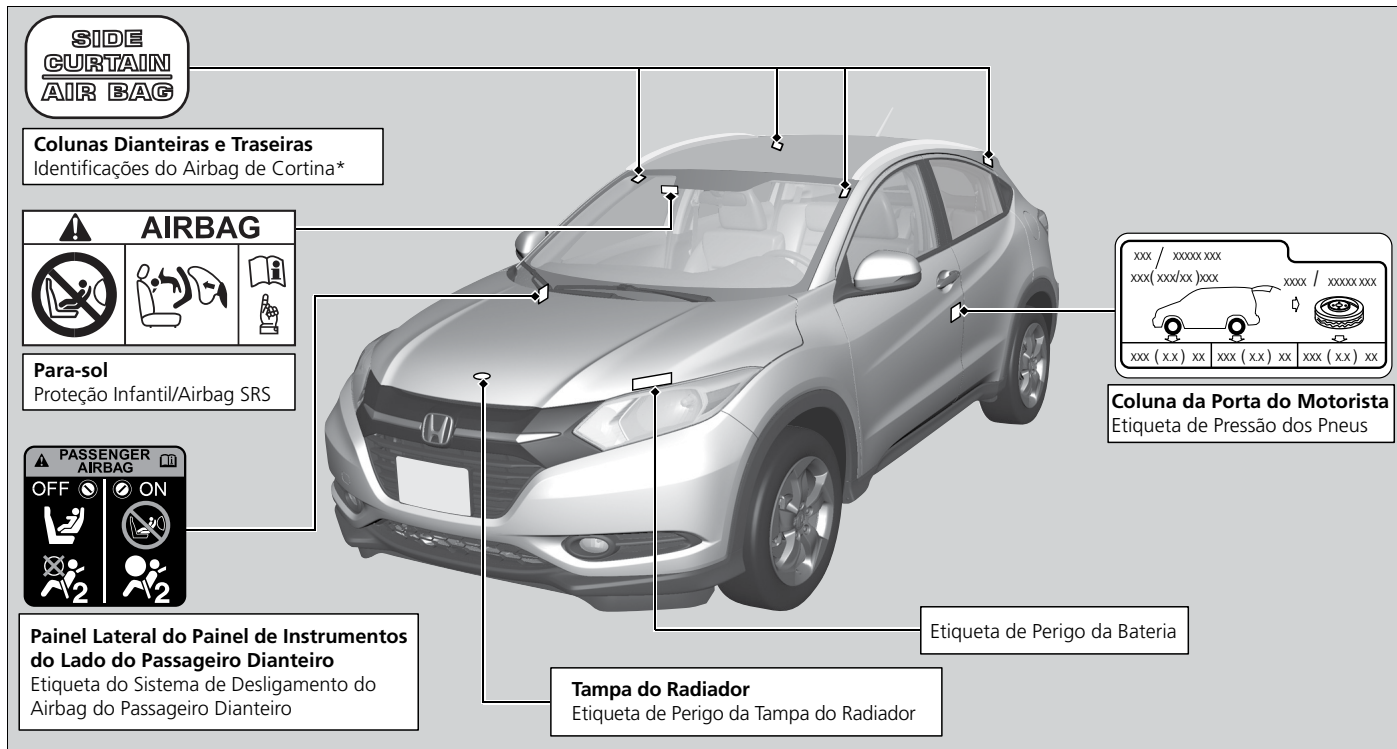 SIDE
CURTAIN
AIR BAG
Colunas Dianteiras e Traseiras
Identificações do Airbag de Cortina*
AIRBAG
Para-sol
Proteção Infantil/Airbag SRS
PASSENGER
AIRBAG
OFF ON
2 2
Painel Lateral do Painel de Instrumentos
do Lado do Passageiro Dianteiro
Etiqueta do Sistema de Desligamento do
Airbag do Passageiro Dianteiro
xxx / xxxxx xxx
xxx( xxx/xx )xxx
xxxx / xxxxx xxx
xxx ( x.x ) xx xxx ( x.x ) xx xxx ( x.x ) xx
Coluna da Porta do Motorista
Etiqueta de Pressão dos Pneus
Etiqueta de Perigo da Bateria
Tampa do Radiador
Etiqueta de Perigo da Tampa do Radiador